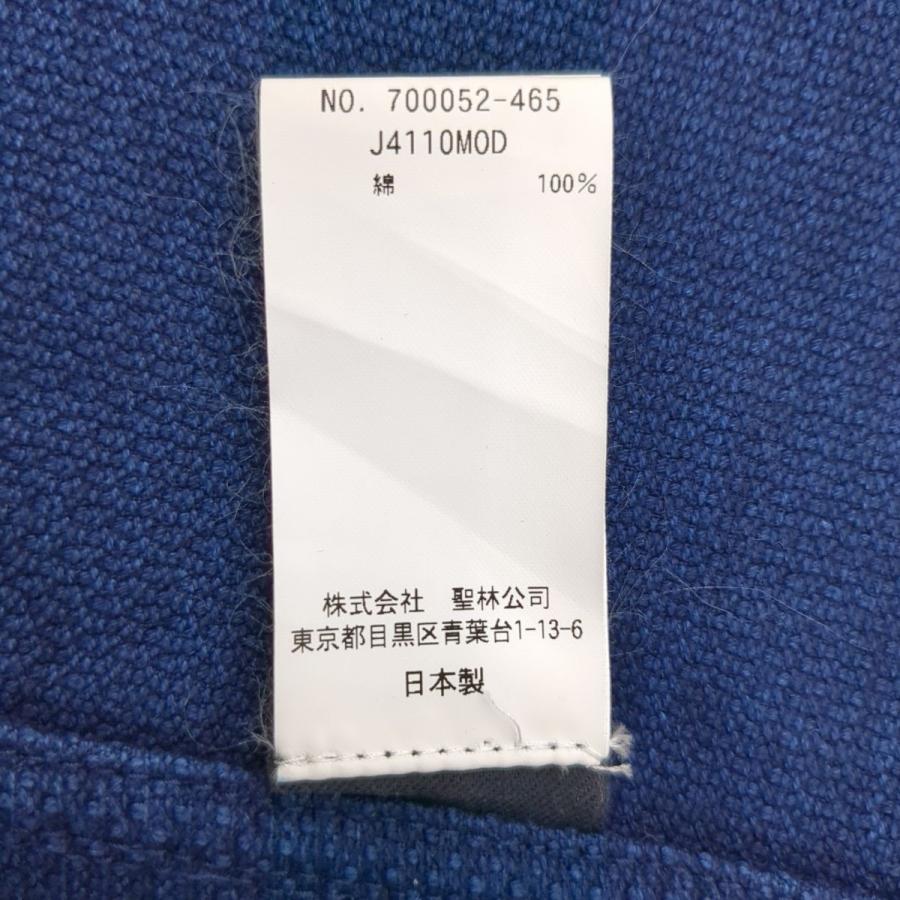 NO. 700052-465
J4110MOD
綿 100%
株式会社 聖林公司
東京都目黒区青葉台1-13-6
日本製